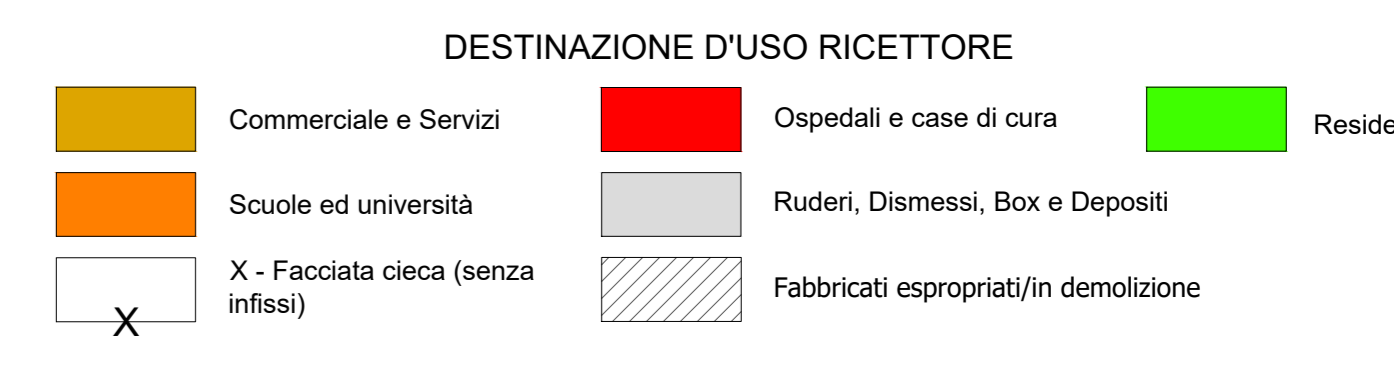 DESTINAZIONE D'USO RICETTORE
Commerciale e Servizi
Ospedali e case di cura
Scuole ed università
Ruderi, Dismessi, Box e Depositi
X - Facciata cieca (senza
infissi)
X
Fabbricati espropriati/in demolizione